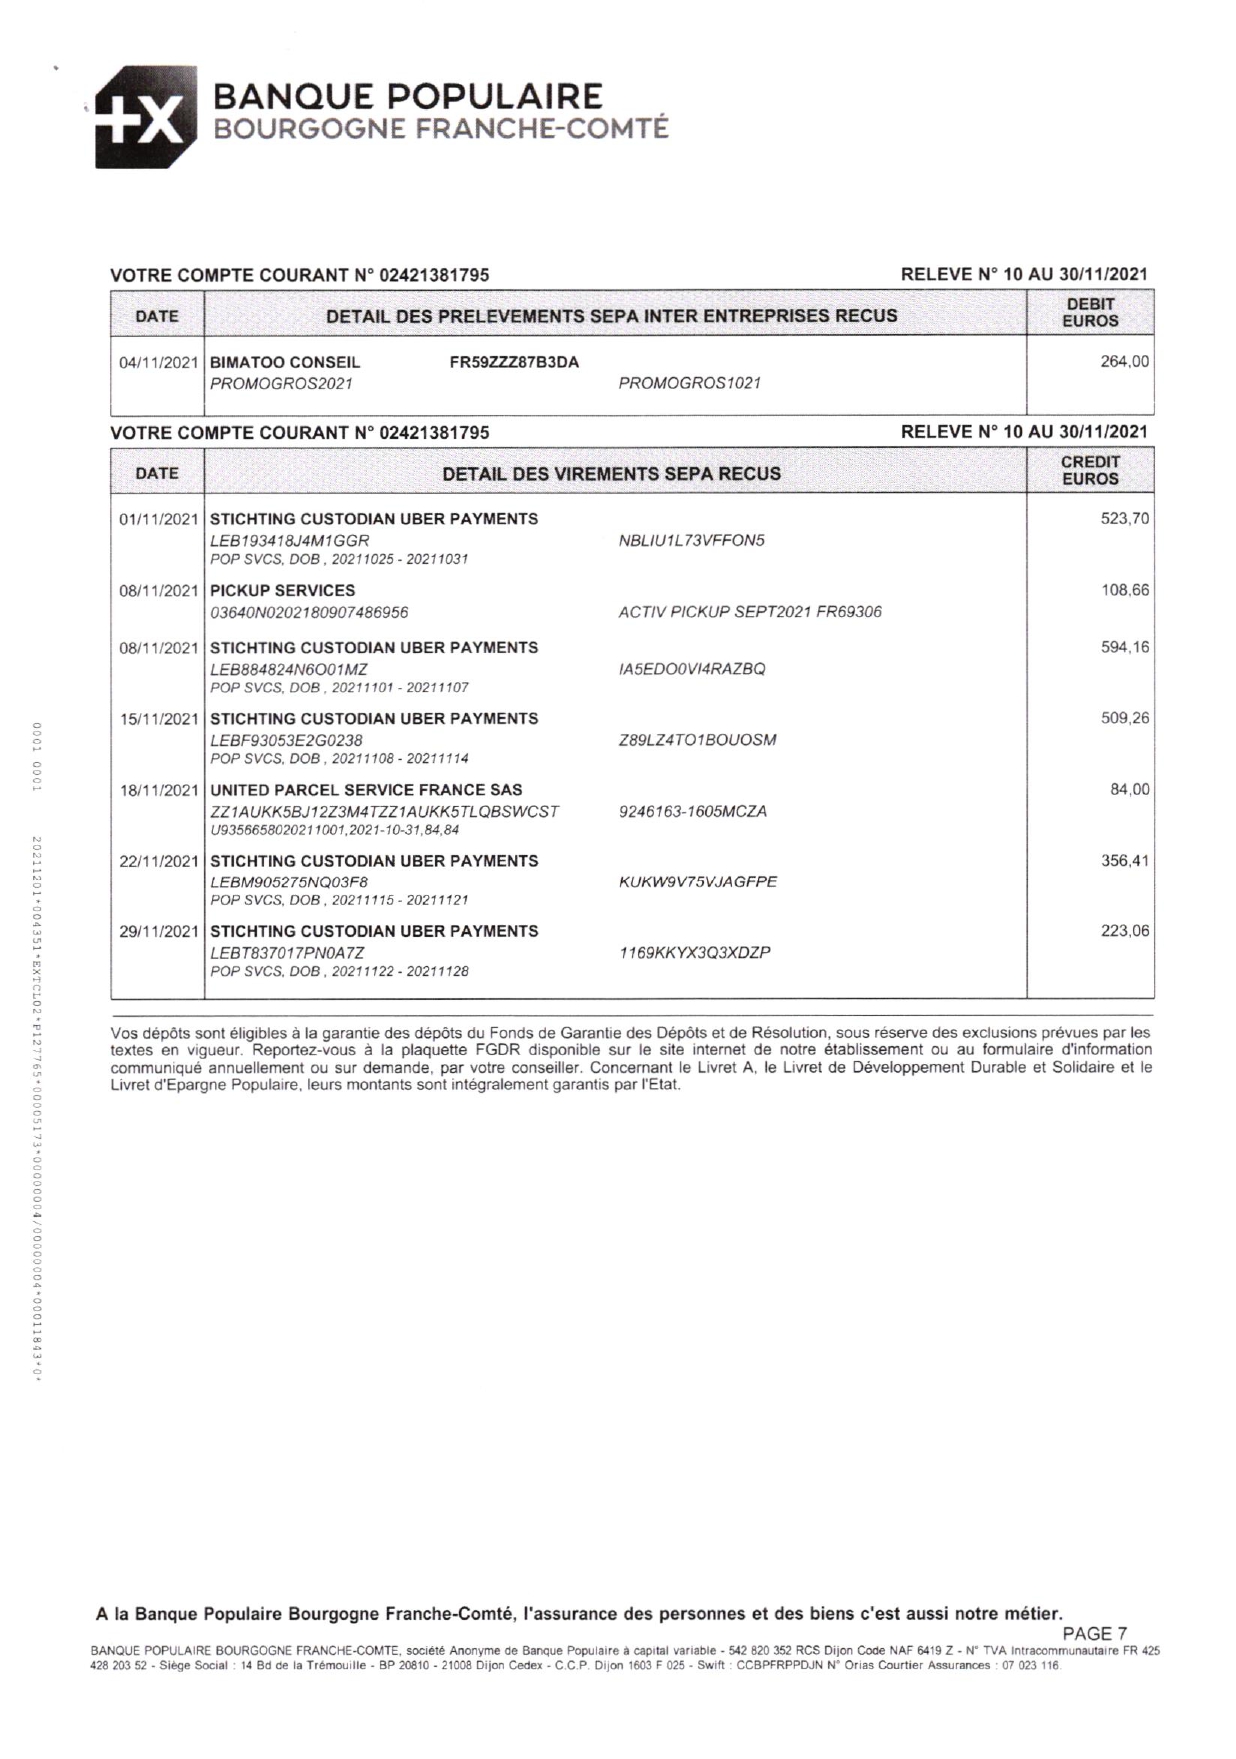 +X BANQUE POPULAIRE
BOURGOGNE FRANCHE-COMTÉ
VOTRE COMPTE COURANT N° 02421381795 RELEVE N° 10 AU 30/11/2021
DATE DETAIL DES PRELEVEMENTS SEPA INTER ENTREPRISES RECUS DEBIT EUROS
04/11/2021 BIMATOO CONSEIL FR59ZZZ87B3DA 264,00
PROMOGROS2021 PROMOGROS1021
VOTRE COMPTE COURANT N° 02421381795 RELEVE N° 10 AU 30/11/2021
DATE DETAIL DES VIREMENTS SEPA RECUS CREDIT EUROS
01/11/2021 STICHTING CUSTODIAN UBER PAYMENTS 523,70
LEB193418J4M1GGR NBLIU1L73VFFON5
POP SVCS, DOB , 20211025 - 20211031
08/11/2021 PICKUP SERVICES 108,66
03640N0202180907486956 ACTIV PICKUP SEPT2021 FR69306
08/11/2021 STICHTING CUSTODIAN UBER PAYMENTS 594,16
LEB884824N6O01MZ IA5EDO0VI4RAZBQ
POP SVCS, DOB , 20211101 - 20211107
15/11/2021 STICHTING CUSTODIAN UBER PAYMENTS 509,26
LEBF93053E2G0238 Z89LZ4TO1BOUOSM
POP SVCS, DOB , 20211108 - 20211114
18/11/2021 UNITED PARCEL SERVICE FRANCE SAS 84,00
ZZ1AUKK5BJ12Z3M4TZZ1AUKK5TLQBSWCST 9246163-1605MCZA
U9356658020211001,2021-10-31,84,84
22/11/2021 STICHTING CUSTODIAN UBER PAYMENTS 356,41
LEBM905275NQ03F8 KUKW9V75VJAGFPE
POP SVCS, DOB , 20211115 - 20211121
29/11/2021 STICHTING CUSTODIAN UBER PAYMENTS 223,06
LEBT837017PN0A7Z 1169KKYX3Q3XDZP
POP SVCS, DOB , 20211122 - 20211128
Vos dépôts sont éligibles à la garantie des dépôts du Fonds de Garantie des Dépôts et de Résolution, sous réserve des exclusions prévues par les
textes en vigueur. Reportez-vous à la plaquette FGDR disponible sur le site internet de notre établissement ou au formulaire d'information
communiqué annuellement ou sur demande, par votre conseiller. Concernant le Livret A, le Livret de Développement Durable et Solidaire et le
Livret d'Epargne Populaire, leurs montants sont intégralement garantis par l'Etat.
0001 0001 20211201*004351*EXTCL02*P127765*00005173*00000004/00000004*00011843*0*
A la Banque Populaire Bourgogne Franche-Comté, l'assurance des personnes et des biens c'est aussi notre métier.
PAGE 7
BANQUE POPULAIRE BOURGOGNE FRANCHE-COMTE, société Anonyme de Banque Populaire à capital variable - 542 820 352 RCS Dijon Code NAF 6419 Z - N° TVA Intracommunautaire FR 425
428 203 52 - Siège Social : 14 Bd de la Trémouille - BP 20810 - 21008 Dijon Cedex - C.C.P. Dijon 1603 F 025 - Swift : CCBPFRPPDJN N° Orias Courtier Assurances : 07 023 116.